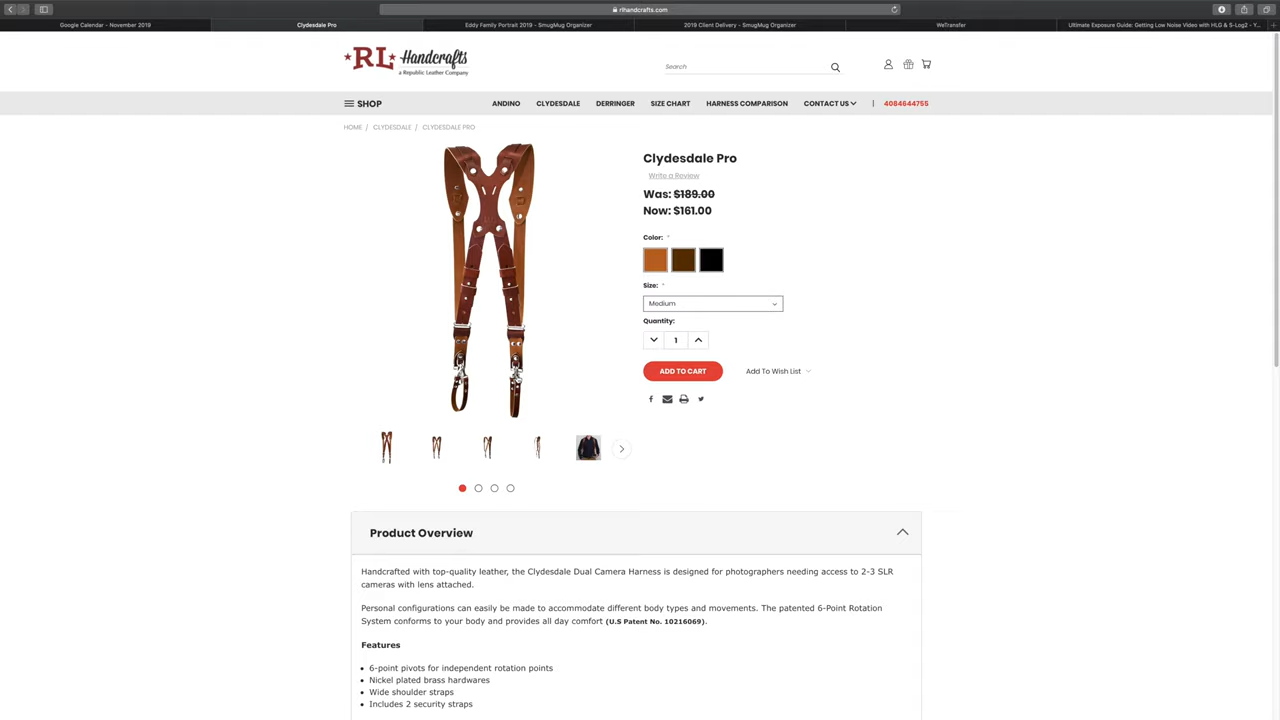 rlhandcrafts.com
Google Calendar - November 2019
Clydesdale Pro
Eddy Family Portrait 2019 - SmugMug Organizer
2019 Client Delivery - SmugMug Organizer
WeTransfer
Ultimate Exposure Guide: Getting Low Noise Video with HLG & S-Log2 - Y...
RL Handcrafts
a Republic Leather Company
Search
SHOP
ANDINO
CLYDESDALE
DERRINGER
SIZE CHART
HARNESS COMPARISON
CONTACT US
|
4084644755
HOME / CLYDESDALE / CLYDESDALE PRO
Clydesdale Pro
Write a Review
Was: $189.00
Now: $161.00
Color: *
Size: *
Medium
Quantity:
1
ADD TO CART
Add To Wish List
Product Overview
Handcrafted with top-quality leather, the Clydesdale Dual Camera Harness is designed for photographers needing access to 2-3 SLR
cameras with lens attached.
Personal configurations can easily be made to accommodate different body types and movements. The patented 6-Point Rotation
System conforms to your body and provides all day comfort (U.S Patent No. 10216069).
Features
• 6-point pivots for independent rotation points
• Nickel plated brass hardwares
• Wide shoulder straps
• Includes 2 security straps